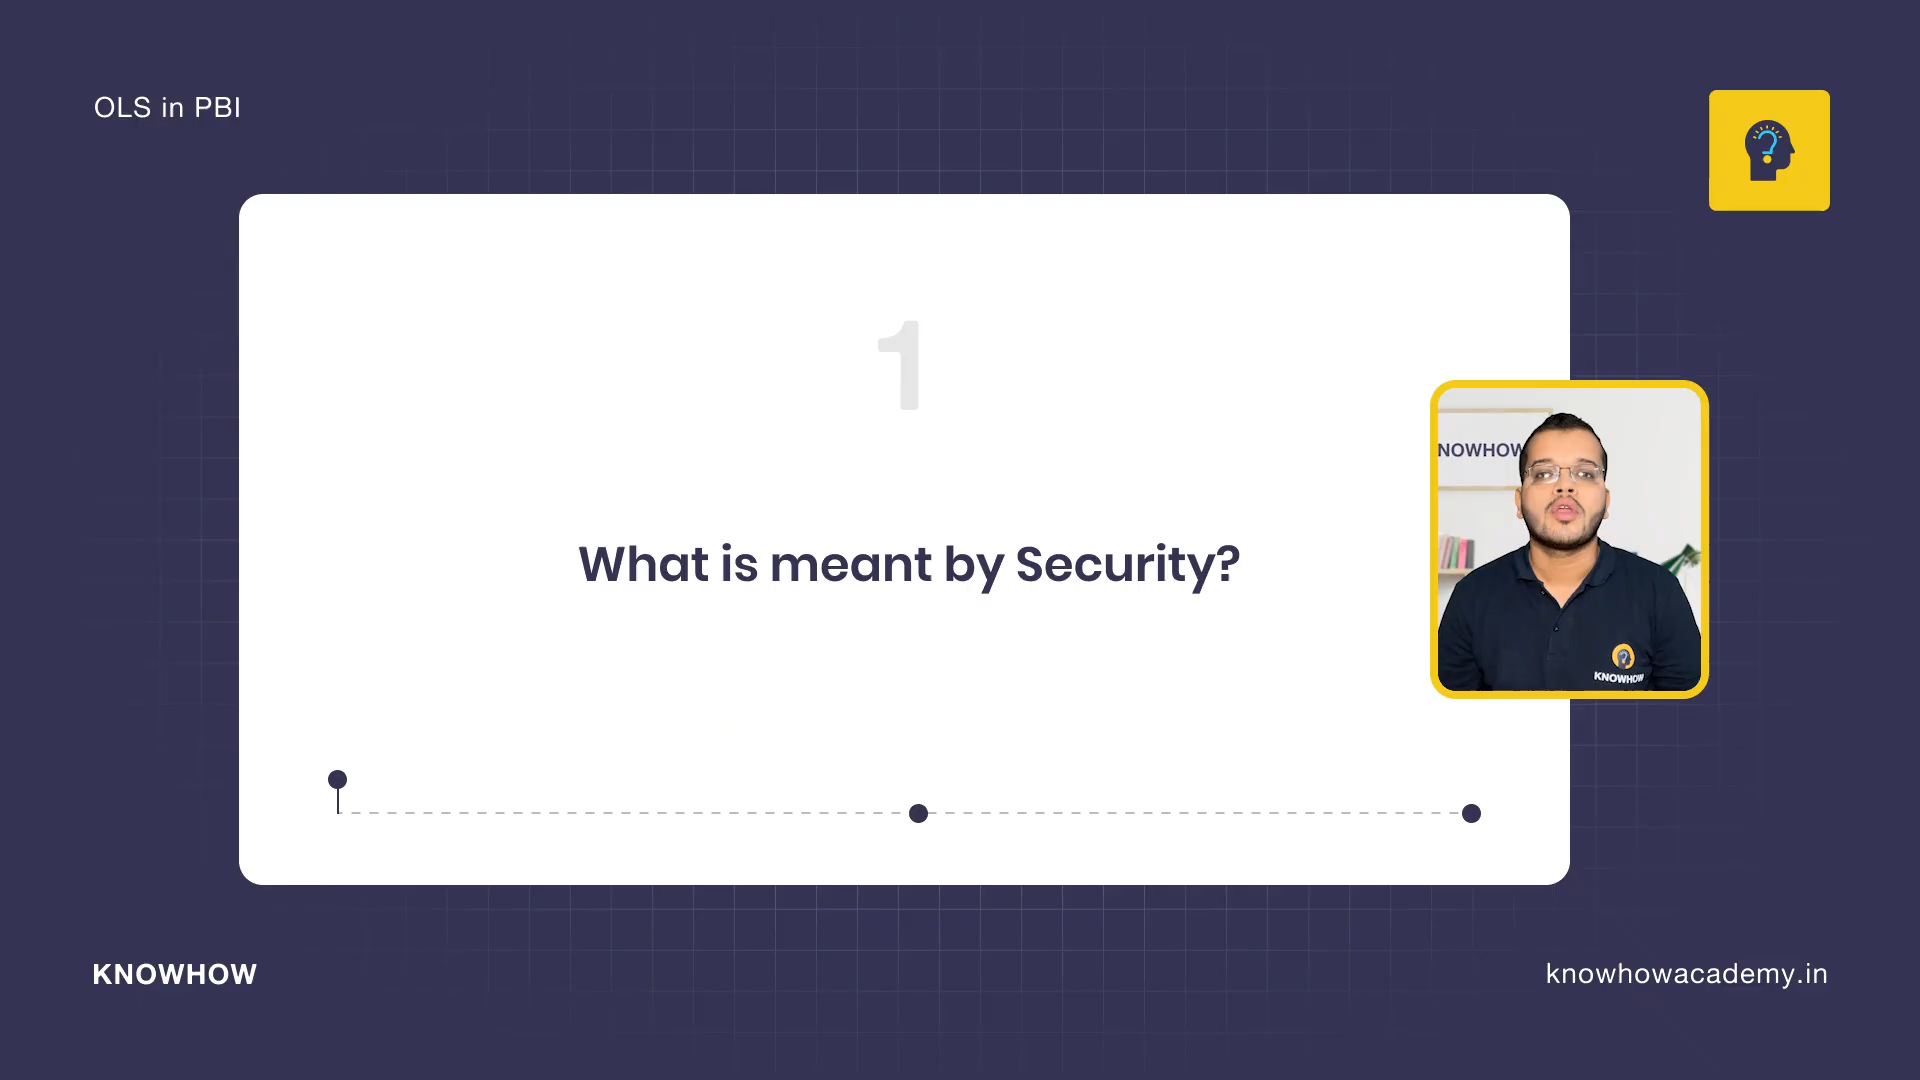 OLS in PBI
1
What is meant by Security?
NOWHOW
KNOWHOW
KNOWHOW
knowhowacademy.in